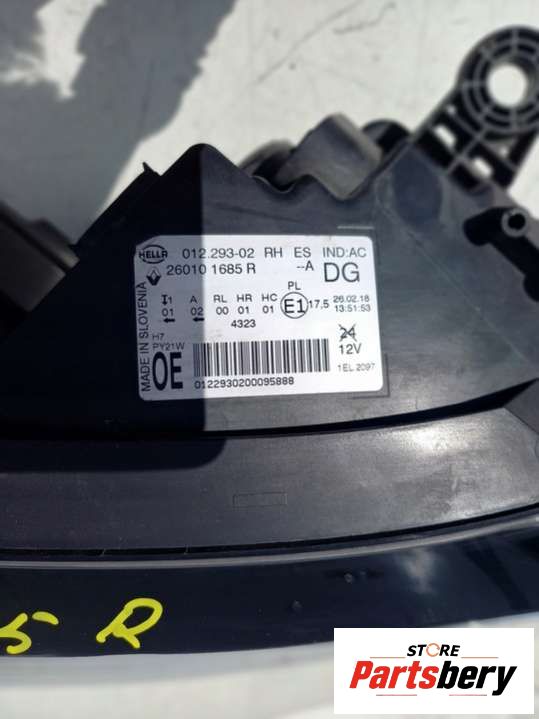 HELLA 012.293-02 RH ES IND:AC
26010 1685 R --A DG
MADE IN SLOVENIA
PL
I1 A RL HR HC E1 17,5 26.02.18
01 02 00 01 01 13:51:53
4323
H7
PY21W
24
12V
OE
1EL 2097
0122930200095888
5 R
STORE
Partsbery